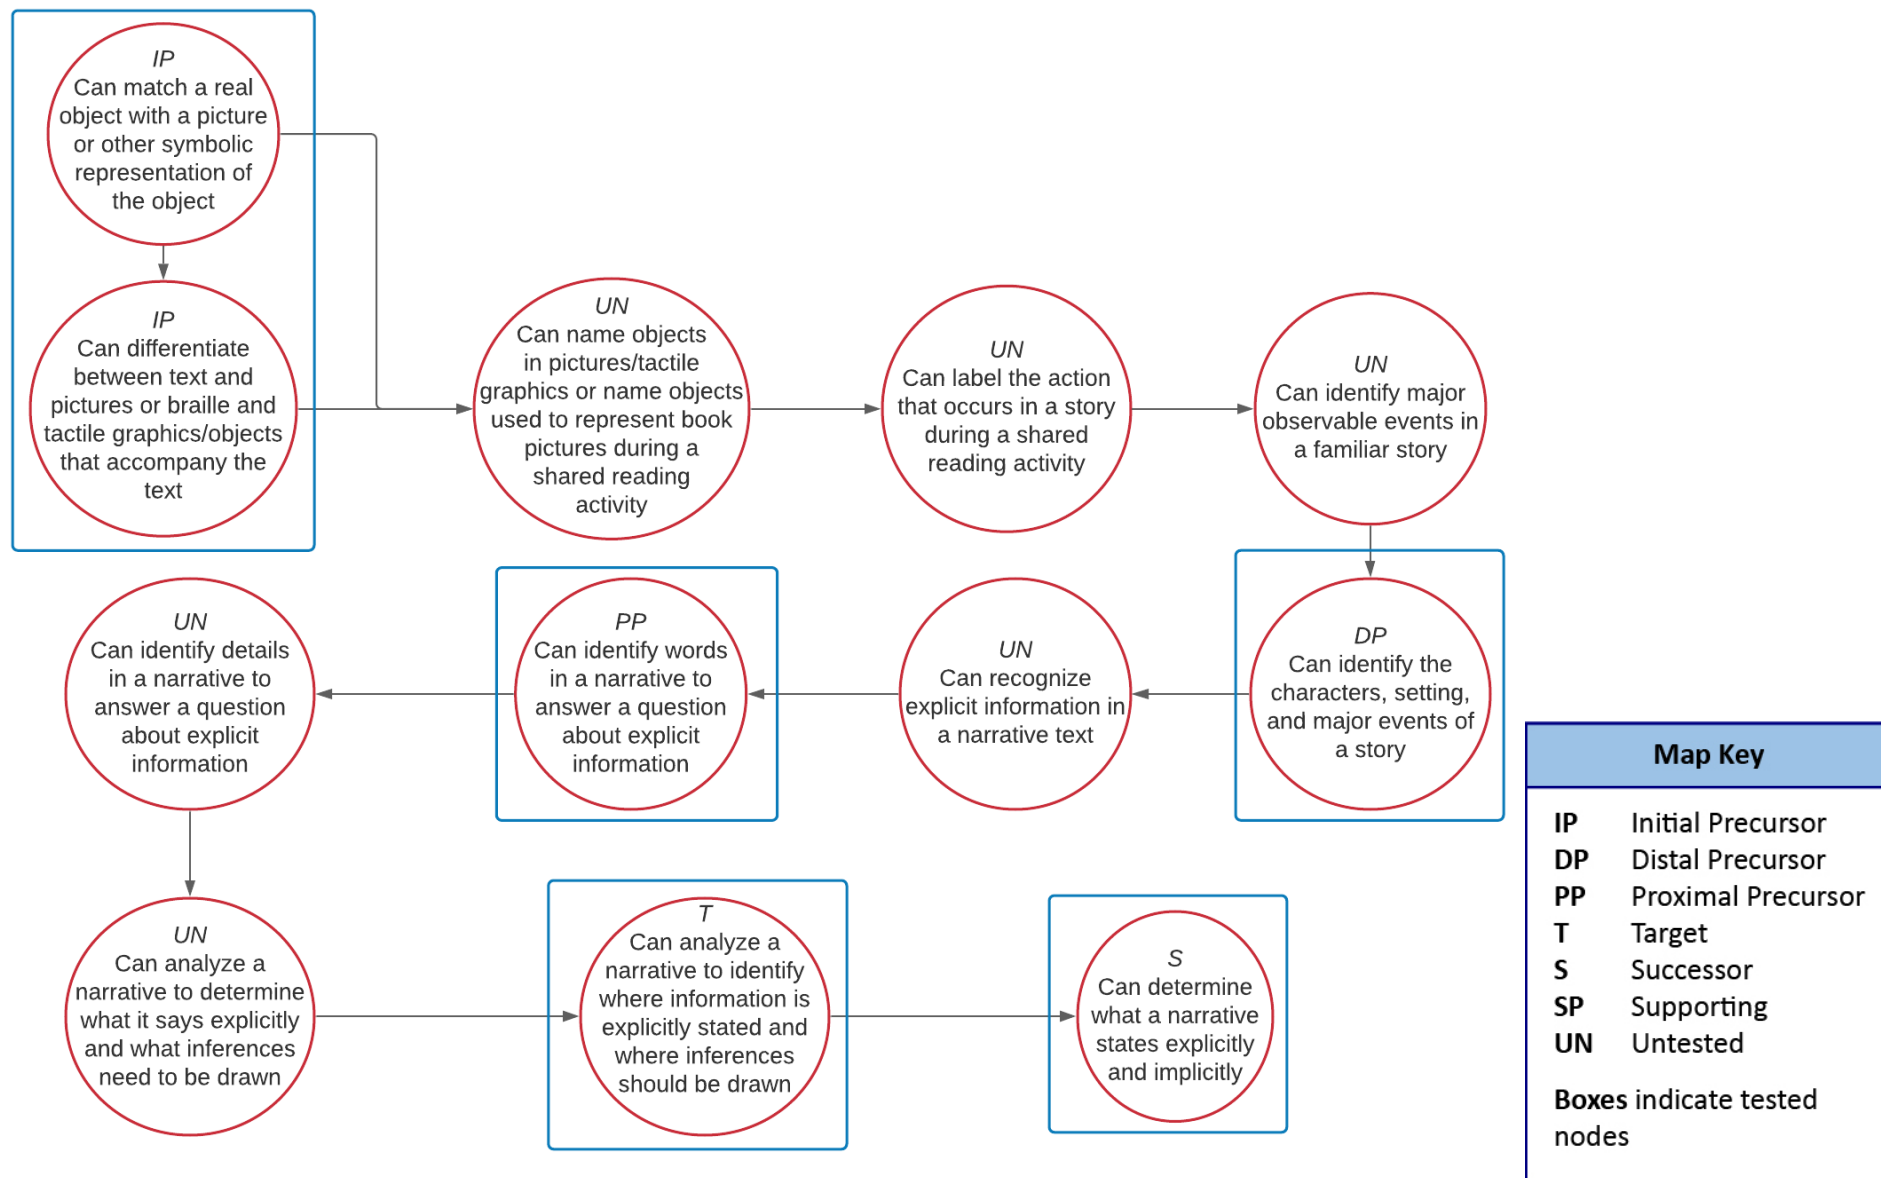 IP
Can match a real
object with a picture
or other symbolic
representation of
the object
IP
Can differentiate
between text and
pictures or braille and
tactile graphics/objects
that accompany the
text
UN
Can name objects
in pictures/tactile
graphics or name objects
used to represent book
pictures during a
shared reading
activity
UN
Can label the action
that occurs in a story
during a shared
reading activity
UN
Can identify major
observable events in
a familiar story
DP
Can identify the
characters, setting,
and major events of
a story
UN
Can recognize
explicit information in
a narrative text
PP
Can identify words
in a narrative to
answer a question
about explicit
information
UN
Can identify details
in a narrative to
answer a question
about explicit
information
UN
Can analyze a
narrative to determine
what it says explicitly
and what inferences
need to be drawn
T
Can analyze a
narrative to identify
where information is
explicitly stated and
where inferences
should be drawn
S
Can determine
what a narrative
states explicitly
and implicitly
Map Key
IP Initial Precursor
DP Distal Precursor
PP Proximal Precursor
T Target
S Successor
SP Supporting
UN Untested
Boxes indicate tested
nodes